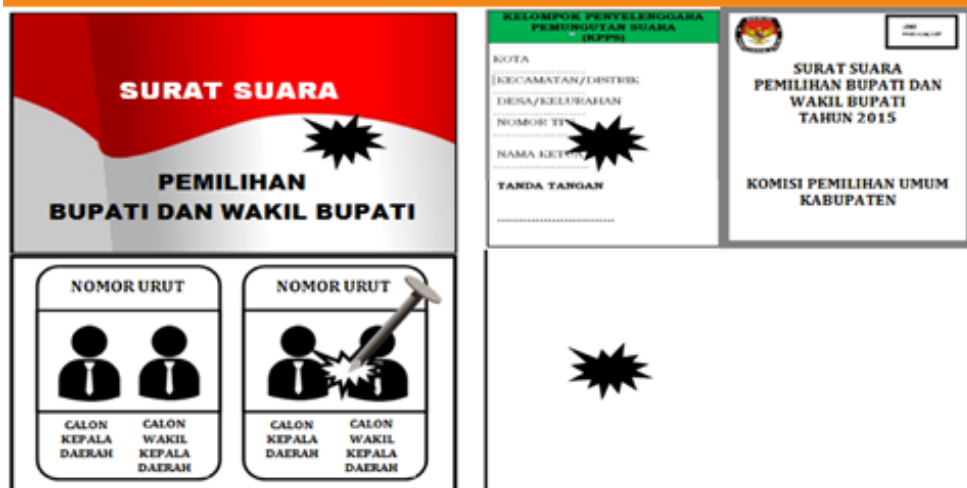 SURAT SUARA
PEMILIHAN
BUPATI DAN WAKIL BUPATI
KELOMPOK PENYELENGGARA
PEMUNGUTAN SUARA
(KPPS)
KOTA
KECAMATAN/DISTRIK
DESA/KELURAHAN
NOMOR
NAMA
TANDA TANGAN
SURAT SUARA
PEMILIHAN BUPATI DAN
WAKIL BUPATI
TAHUN 2015
KOMISI PEMILIHAN UMUM
KABUPATEN
NOMOR URUT
CALON
KEPALA
DAERAH
CALON
WAKIL
KEPALA
DAERAH
NOMOR URUT
CALON
KEPALA
DAERAH
CALON
WAKIL
KEPALA
DAERAH